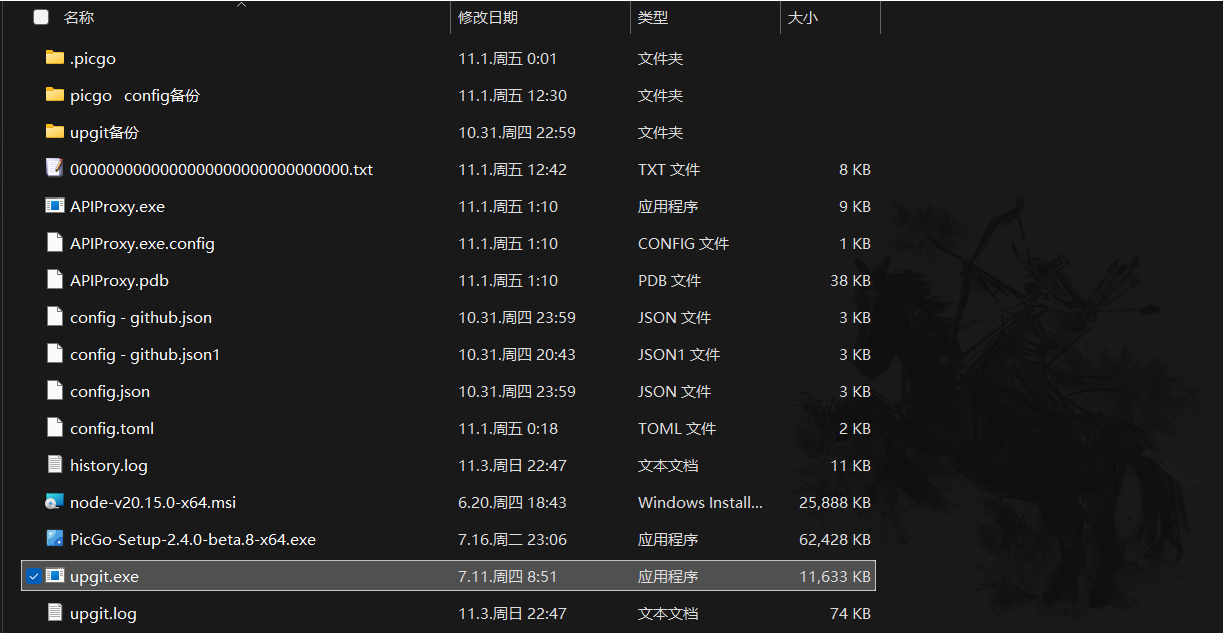 名称 修改日期 类型 大小
.picgo 11.1.周五 0:01 文件夹
picgo config备份 11.1.周五 12:30 文件夹
upgit备份 10.31.周四 22:59 文件夹
0000000000000000000000000000000.txt 11.1.周五 12:42 TXT 文件 8 KB
APIProxy.exe 11.1.周五 1:10 应用程序 9 KB
APIProxy.exe.config 11.1.周五 1:10 CONFIG 文件 1 KB
APIProxy.pdb 11.1.周五 1:10 PDB 文件 38 KB
config - github.json 10.31.周四 23:59 JSON 文件 3 KB
config - github.json1 10.31.周四 20:43 JSON1 文件 3 KB
config.json 10.31.周四 23:59 JSON 文件 3 KB
config.toml 11.1.周五 0:18 TOML 文件 2 KB
history.log 11.3.周日 22:47 文本文档 11 KB
node-v20.15.0-x64.msi 6.20.周四 18:43 Windows Install... 25,888 KB
PicGo-Setup-2.4.0-beta.8-x64.exe 7.16.周二 23:06 应用程序 62,428 KB
upgit.exe 7.11.周四 8:51 应用程序 11,633 KB
upgit.log 11.3.周日 22:47 文本文档 74 KB